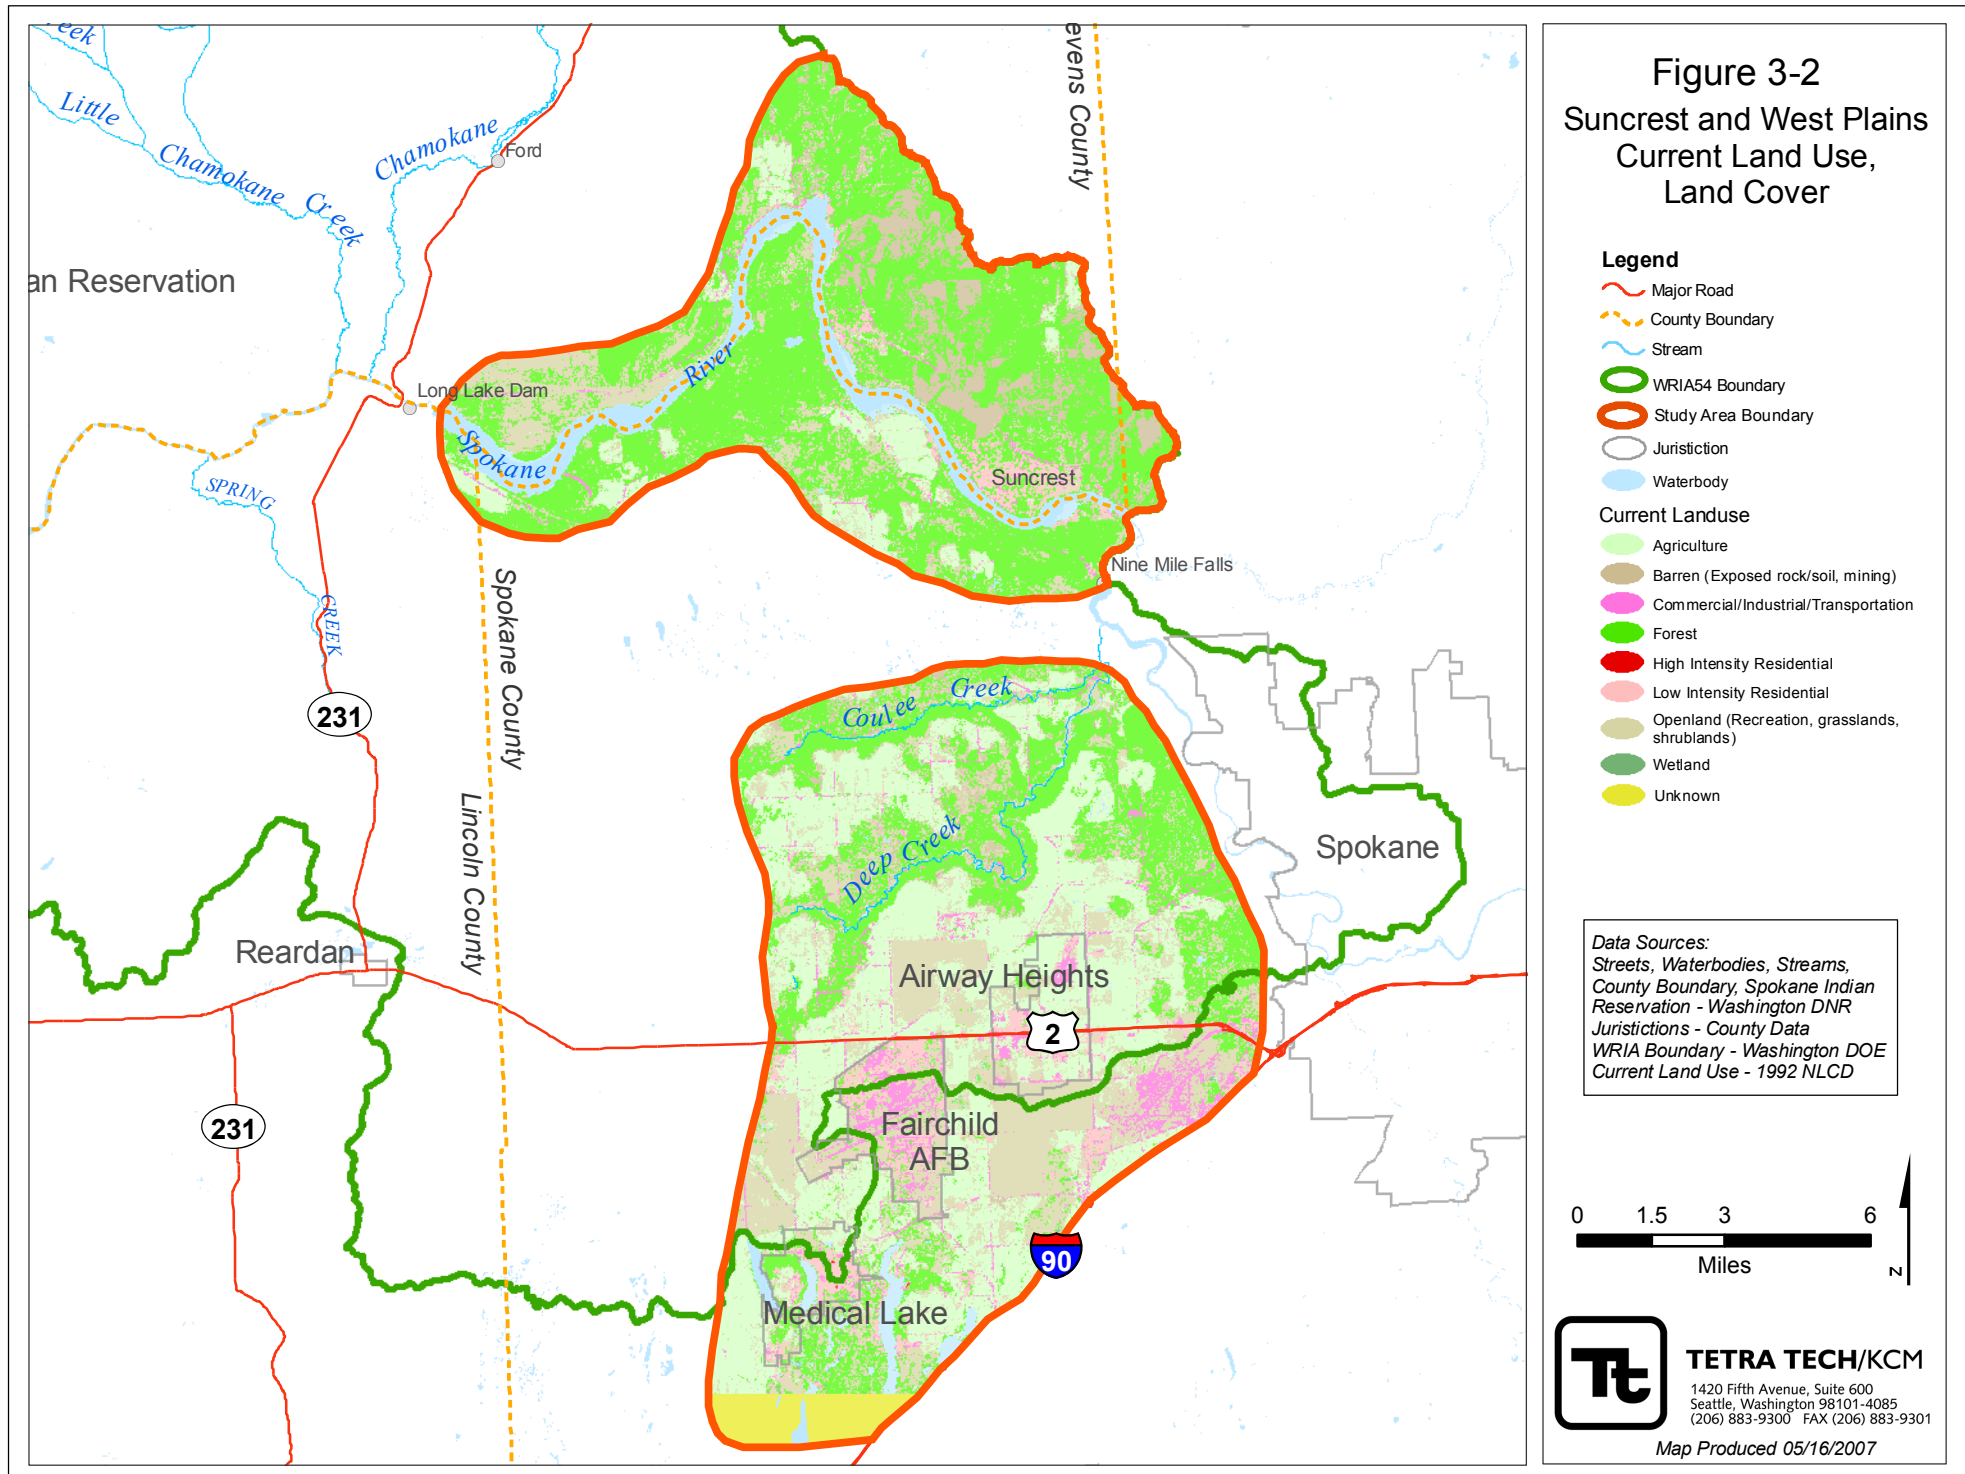 eek
Little
Chamokane
Creek
Chamokane
Ford
evens County
an Reservation
Long Lake Dam
River
Spokane
SPRING
CREEK
Suncrest
Nine Mile Falls
Spokane County
Lincoln County
231
Coulee Creek
Deep Creek
Spokane
Reardan
Airway Heights
2
231
Fairchild
AFB
90
Medical Lake
Figure 3-2
Suncrest and West Plains
Current Land Use,
Land Cover
Legend
Major Road
County Boundary
Stream
WRIA54 Boundary
Study Area Boundary
Juristiction
Waterbody
Current Landuse
Agriculture
Barren (Exposed rock/soil, mining)
Commercial/Industrial/Transportation
Forest
High Intensity Residential
Low Intensity Residential
Openland (Recreation, grasslands,
shrublands)
Wetland
Unknown
Data Sources:
Streets, Waterbodies, Streams,
County Boundary, Spokane Indian
Reservation - Washington DNR
Juristictions - County Data
WRIA Boundary - Washington DOE
Current Land Use - 1992 NLCD
0 1.5 3 6
Miles
N
Tt
TETRA TECH/KCM
1420 Fifth Avenue, Suite 600
Seattle, Washington 98101-4085
(206) 883-9300 FAX (206) 883-9301
Map Produced 05/16/2007